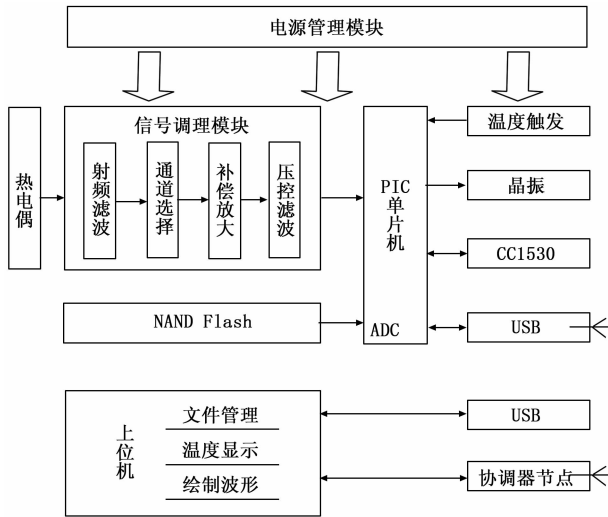 电源管理模块
热电偶
信号调理模块
射频滤波
通道选择
补偿放大
压控滤波
PIC
单片机
ADC
温度触发
晶振
CC1530
USB
NAND Flash
上位机
文件管理
温度显示
绘制波形
USB
协调器节点